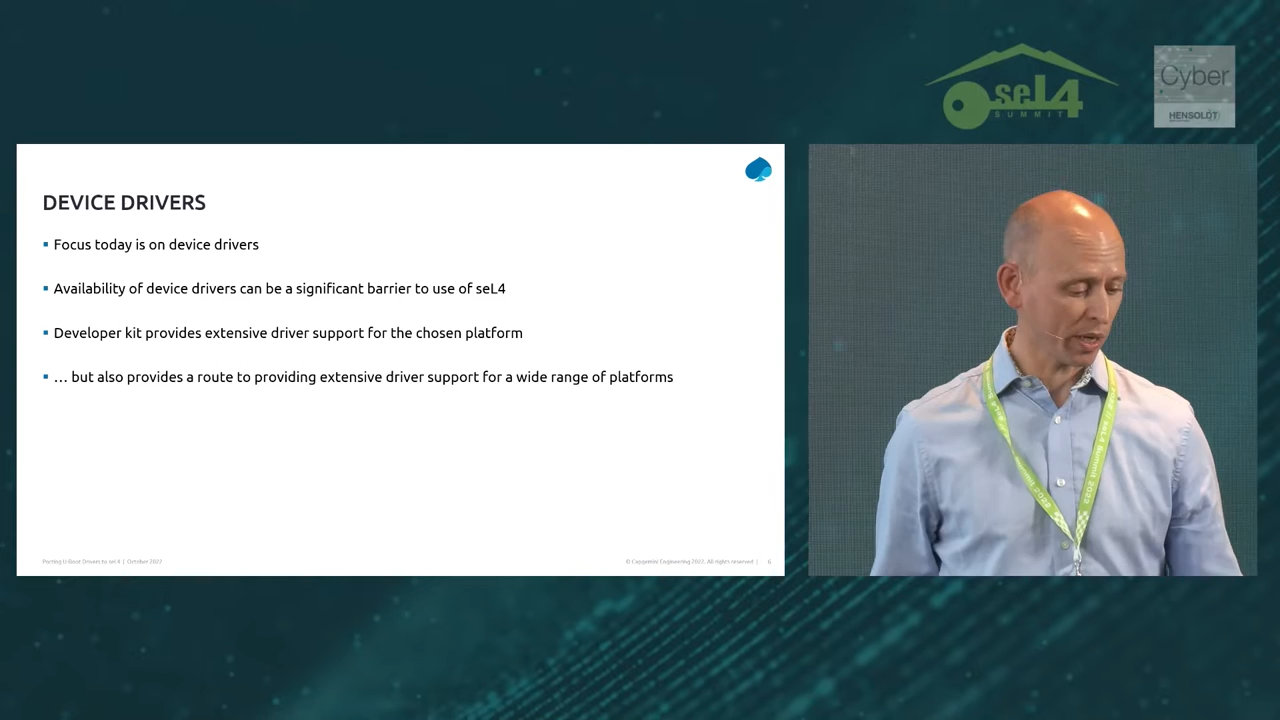 seL4
SUMMIT
Cyber
HENSOLDT
DEVICE DRIVERS
Focus today is on device drivers
Availability of device drivers can be a significant barrier to use of seL4
Developer kit provides extensive driver support for the chosen platform
… but also provides a route to providing extensive driver support for a wide range of platforms
Porting U-Boot Drivers to seL4 | October 2022
© Capgemini Engineering 2022. All rights reserved | 6
seL4 Summit 2022